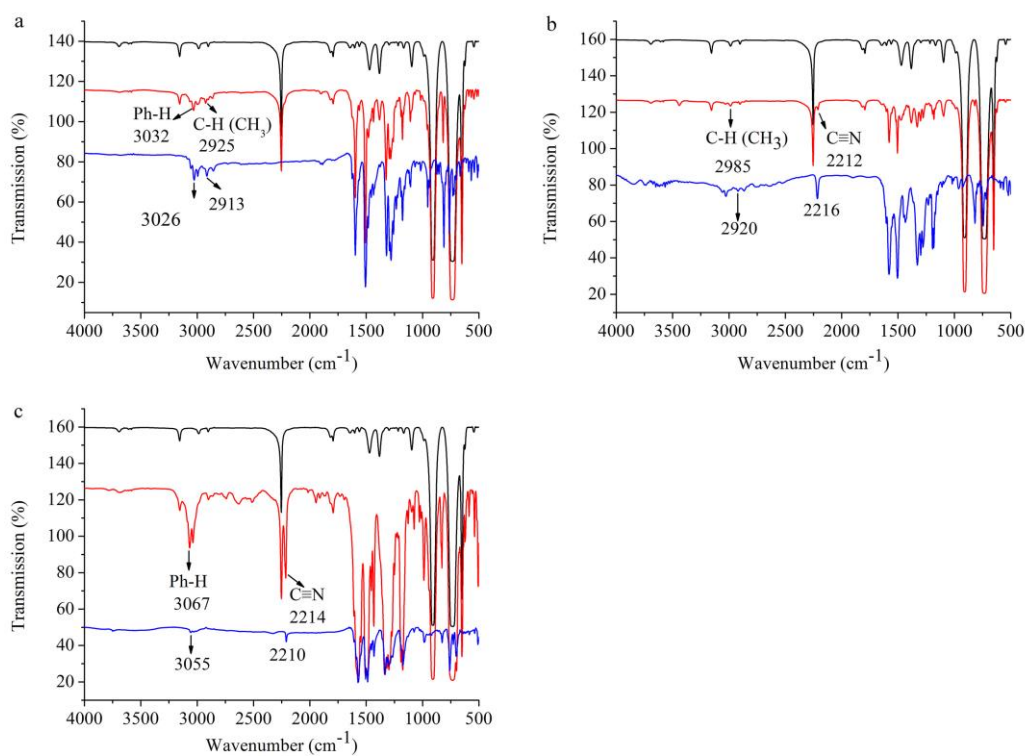 a
140
120
100
80
60
40
20
Transmission (%)
Ph-H
3032
C-H (CH3)
2925
3026
2913
4000 3500 3000 2500 2000 1500 1000 500
Wavenumber (cm-1)
b
160
140
120
100
80
60
40
20
Transmission (%)
C-H (CH3)
2985
C≡N
2212
2920
2216
4000 3500 3000 2500 2000 1500 1000 500
Wavenumber (cm-1)
c
160
140
120
100
80
60
40
20
Transmission (%)
Ph-H
3067
C≡N
2214
3055
2210
4000 3500 3000 2500 2000 1500 1000 500
Wavenumber (cm-1)